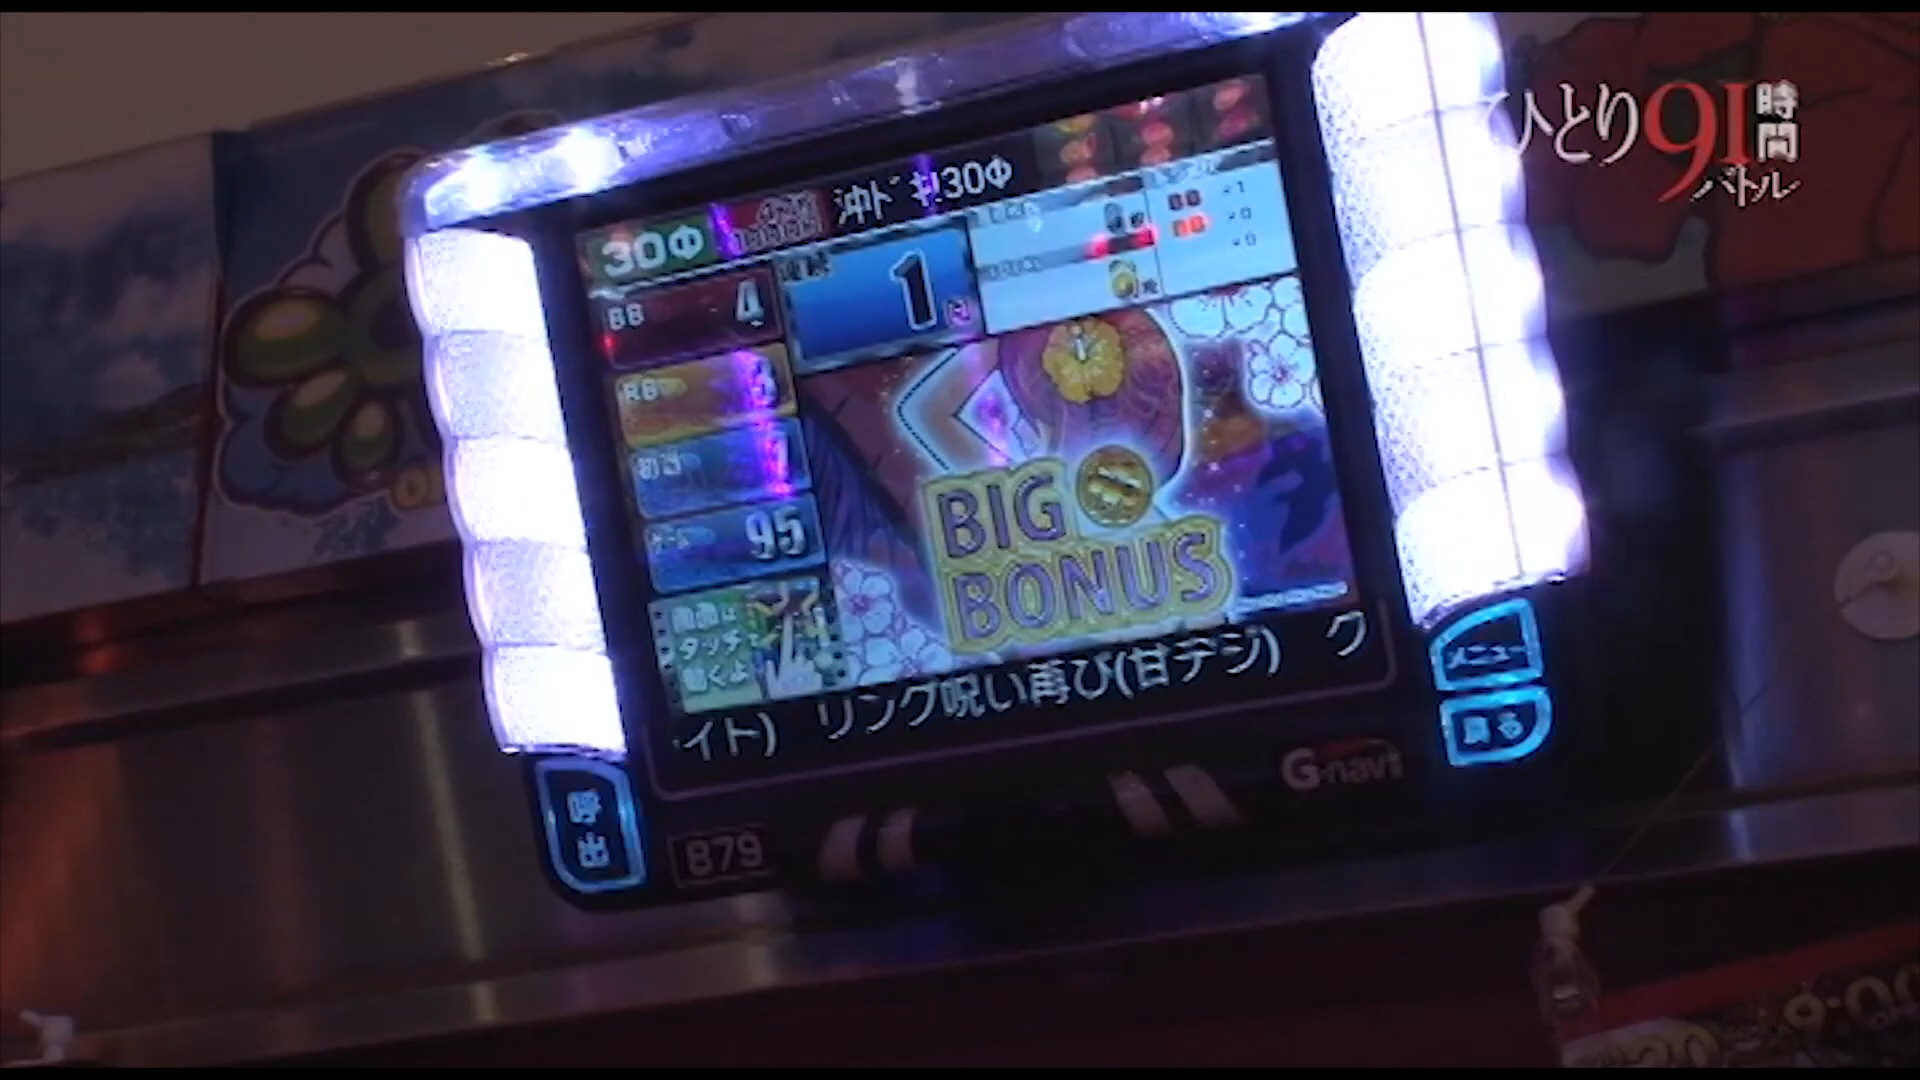 ひとり91時間バトル
沖ドキ!30Φ
30Φ
BB 4
1
RB 3
95
BIG
BONUS
画面は
タッチで
動くよ
イト) リング呪い再び(甘デジ) ク
メニュー
戻る
呼出
879
G-navi